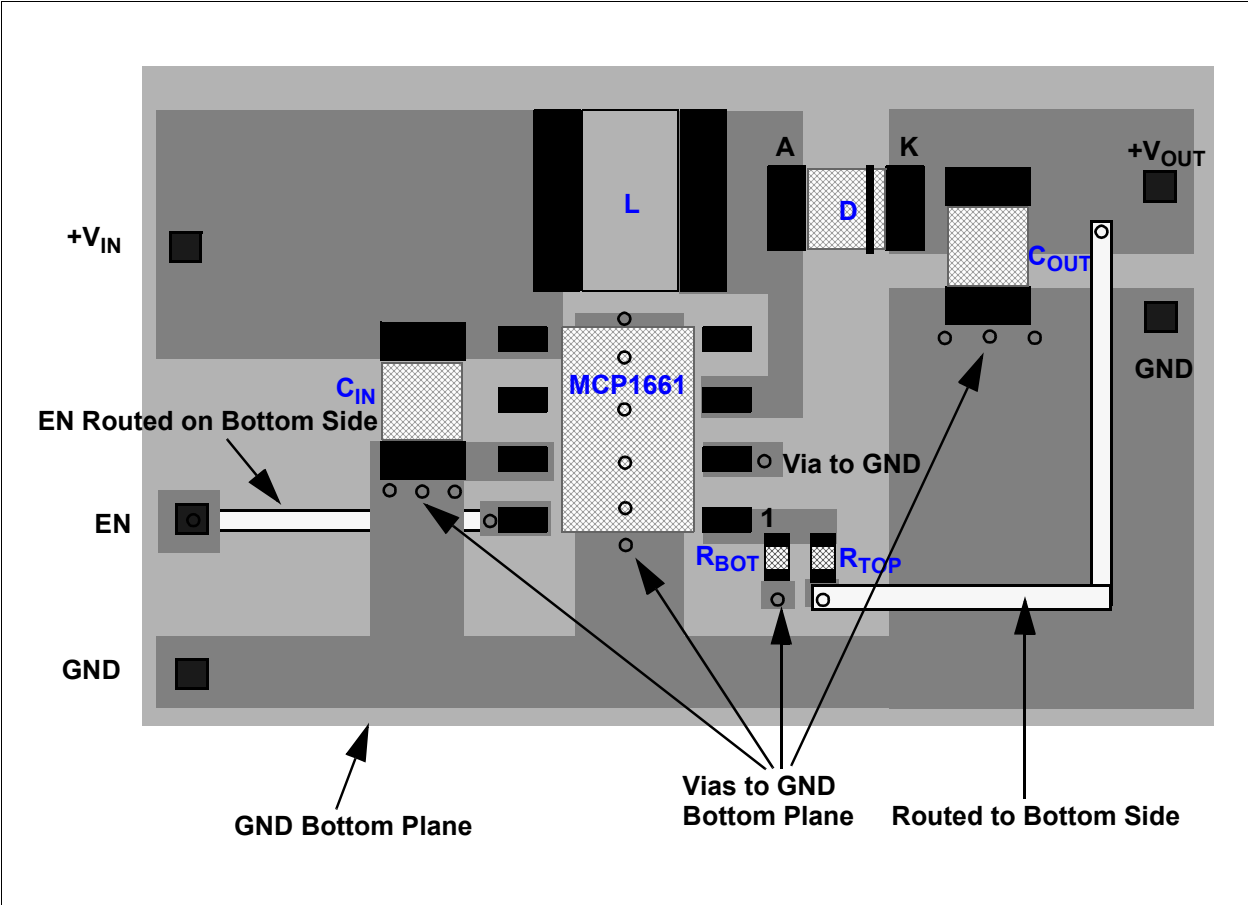 A
K
+VOUT
L
D
+VIN
COUT
GND
CIN
MCP1661
EN Routed on Bottom Side
Via to GND
EN
1
RBOT
RTOP
GND
Vias to GND
Bottom Plane
Routed to Bottom Side
GND Bottom Plane